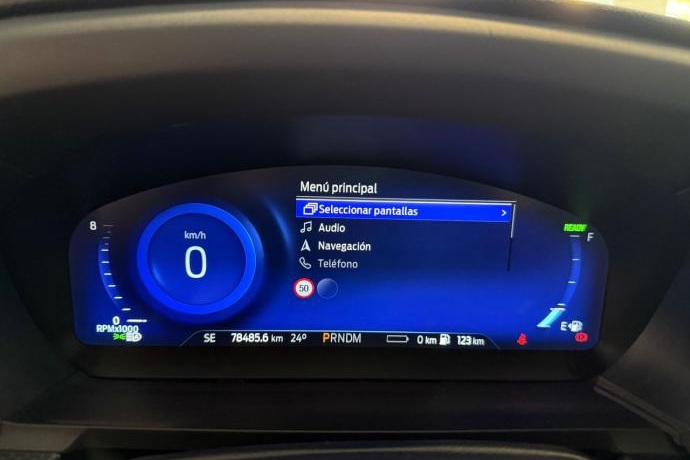 Menú principal
Seleccionar pantallas
Audio
Navegación
Teléfono
50
km/h
0
8
0
RPMx1000
READY
F
E
SE 78485.6 km 24° PRNDM 0 km 123 km